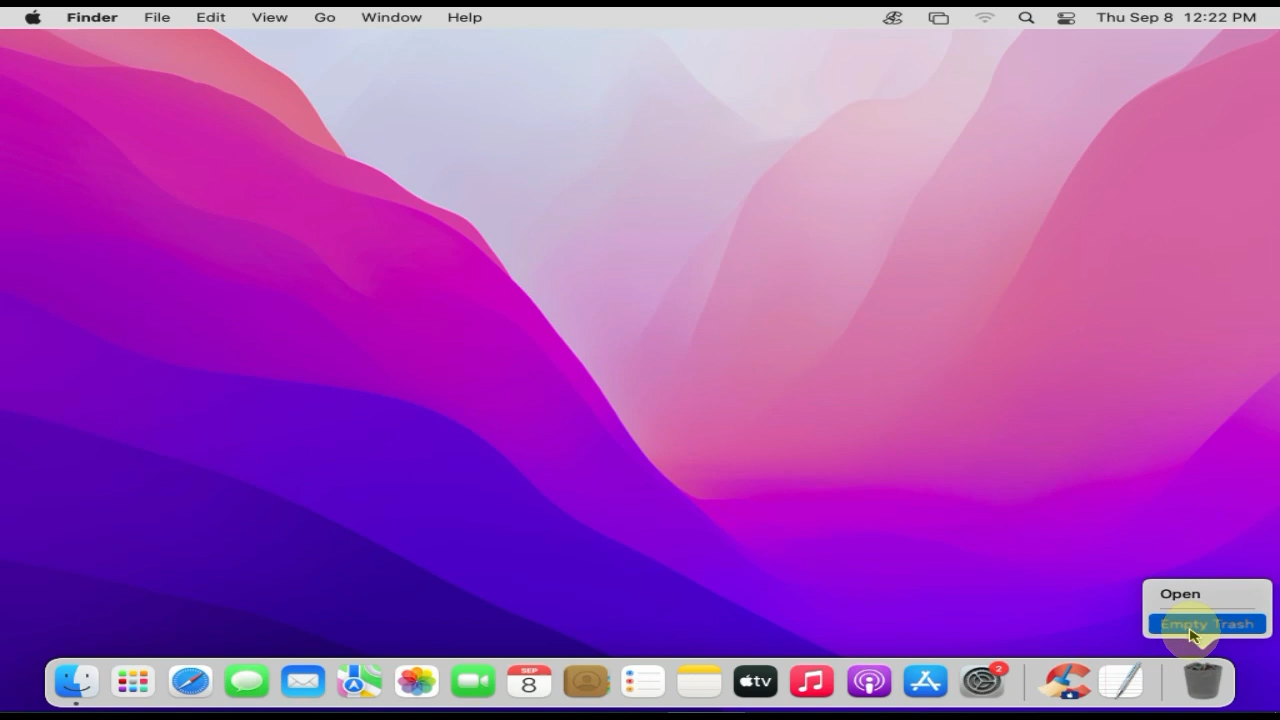 Finder File Edit View Go Window Help Thu Sep 8 12:22 PM
Open
Empty Trash
SEP
8
tv
2